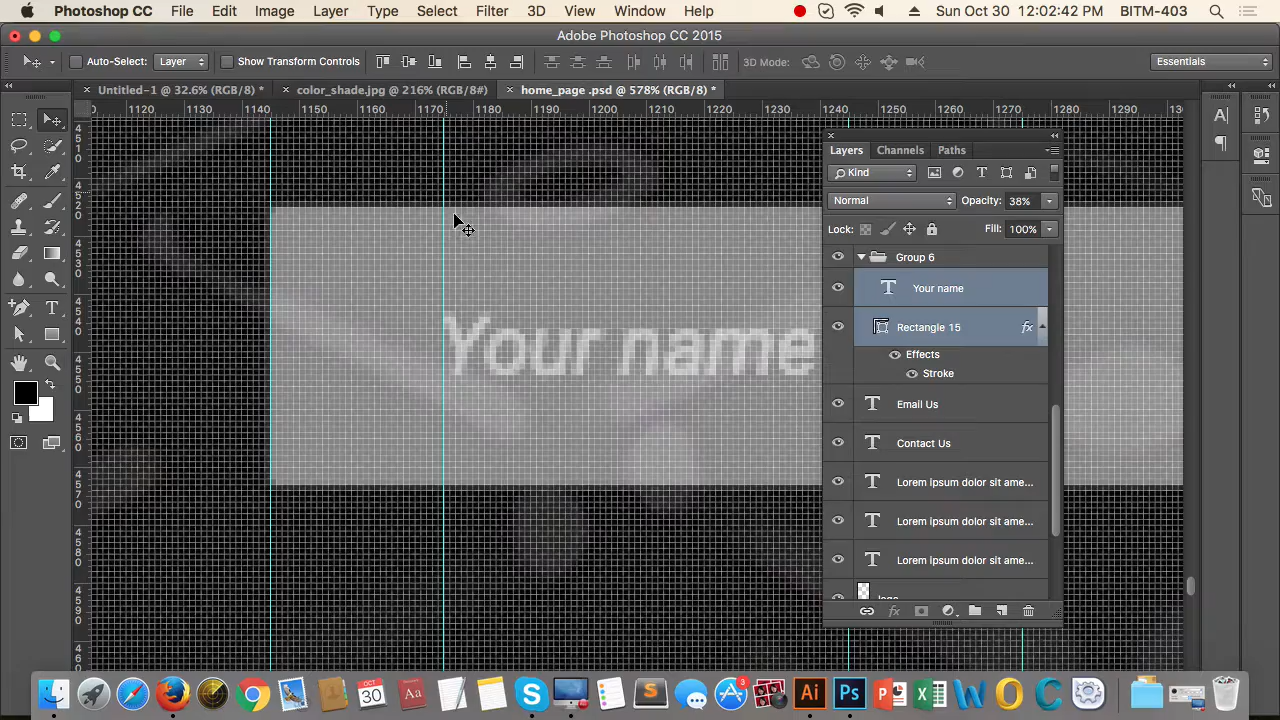 Photoshop CC File Edit Image Layer Type Select Filter 3D View Window Help Sun Oct 30 12:02:42 PM BITM-403
Adobe Photoshop CC 2015
Auto-Select: Layer Show Transform Controls 3D Mode: Essentials
Untitled-1 @ 32.6% (RGB/8) * color_shade.jpg @ 216% (RGB/8#) home_page .psd @ 578% (RGB/8) *
0 1120 1130 1140 1150 1160 1170 1180 1190 1200 1210 1220 1230 1240 1250 1260 1270 1280 1290
Layers Channels Paths
Kind
Normal Opacity: 38%
Lock: Fill: 100%
Group 6
Your name
Rectangle 15 fx
Effects
Stroke
Email Us
Contact Us
Lorem ipsum dolor sit ame...
Lorem ipsum dolor sit ame...
Lorem ipsum dolor sit ame...
logo
Your name